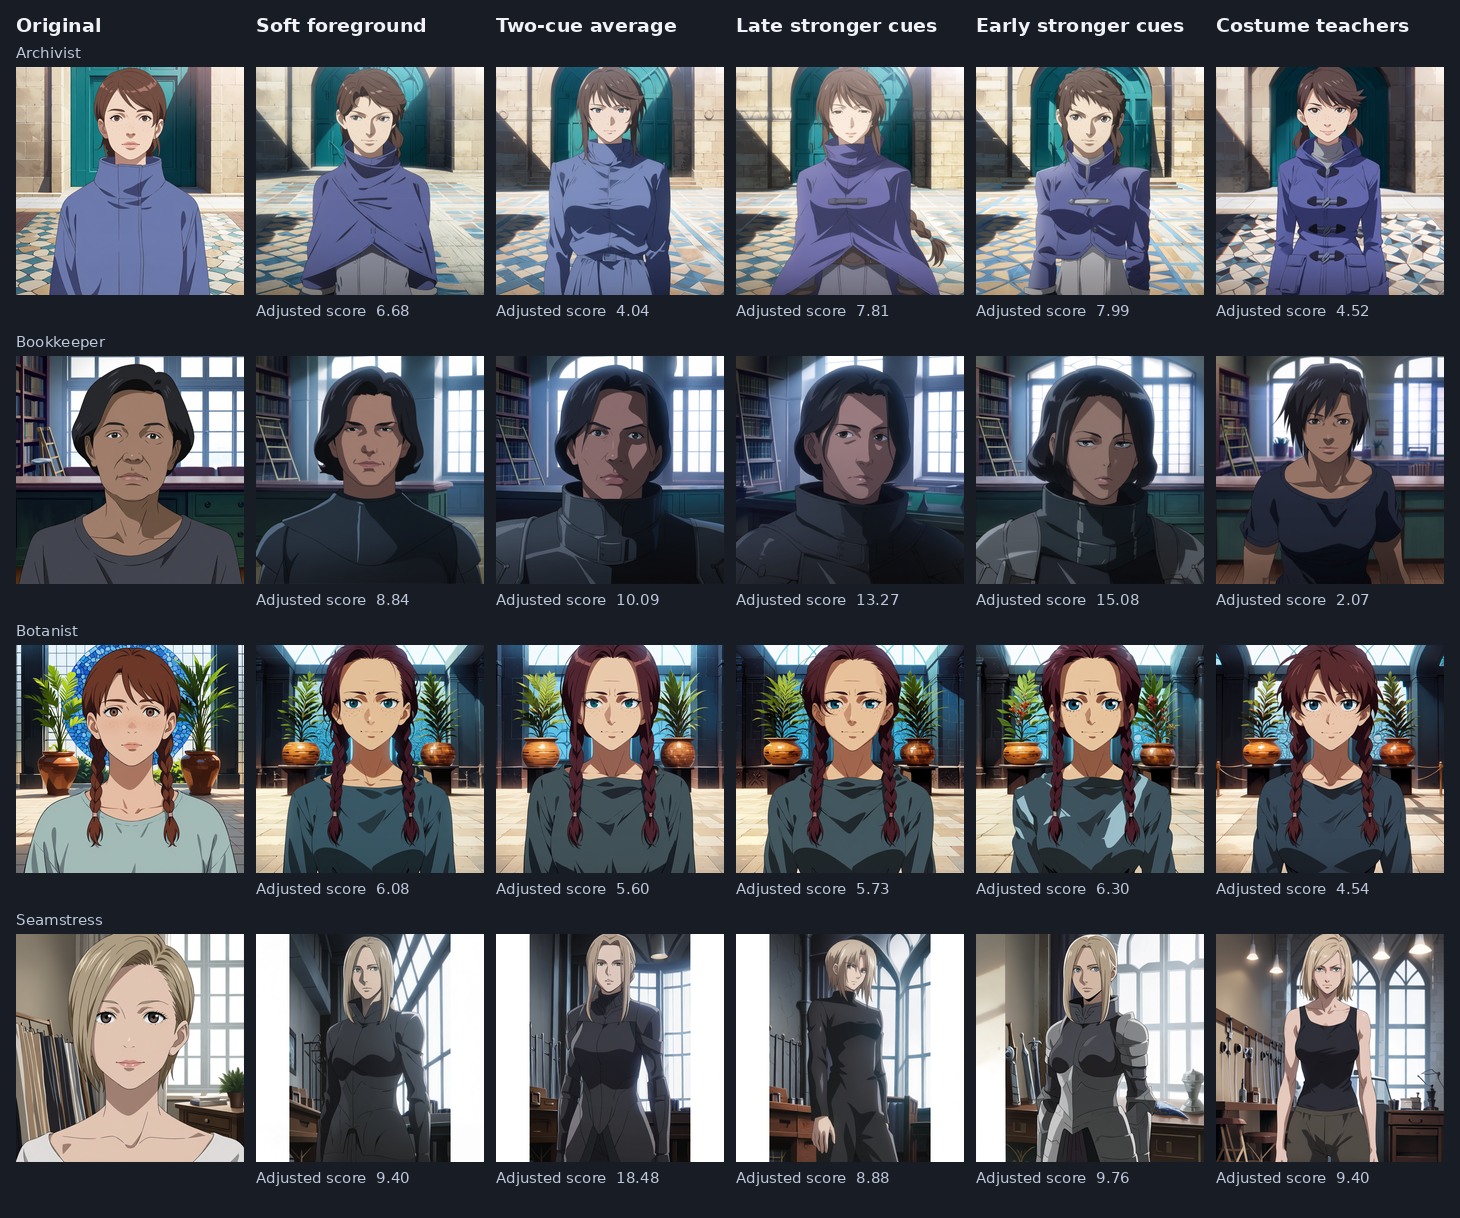 Original Soft foreground Two-cue average Late stronger cues Early stronger cues Costume teachers
Archivist
Adjusted score 6.68 Adjusted score 4.04 Adjusted score 7.81 Adjusted score 7.99 Adjusted score 4.52
Bookkeeper
Adjusted score 8.84 Adjusted score 10.09 Adjusted score 13.27 Adjusted score 15.08 Adjusted score 2.07
Botanist
Adjusted score 6.08 Adjusted score 5.60 Adjusted score 5.73 Adjusted score 6.30 Adjusted score 4.54
Seamstress
Adjusted score 9.40 Adjusted score 18.48 Adjusted score 8.88 Adjusted score 9.76 Adjusted score 9.40